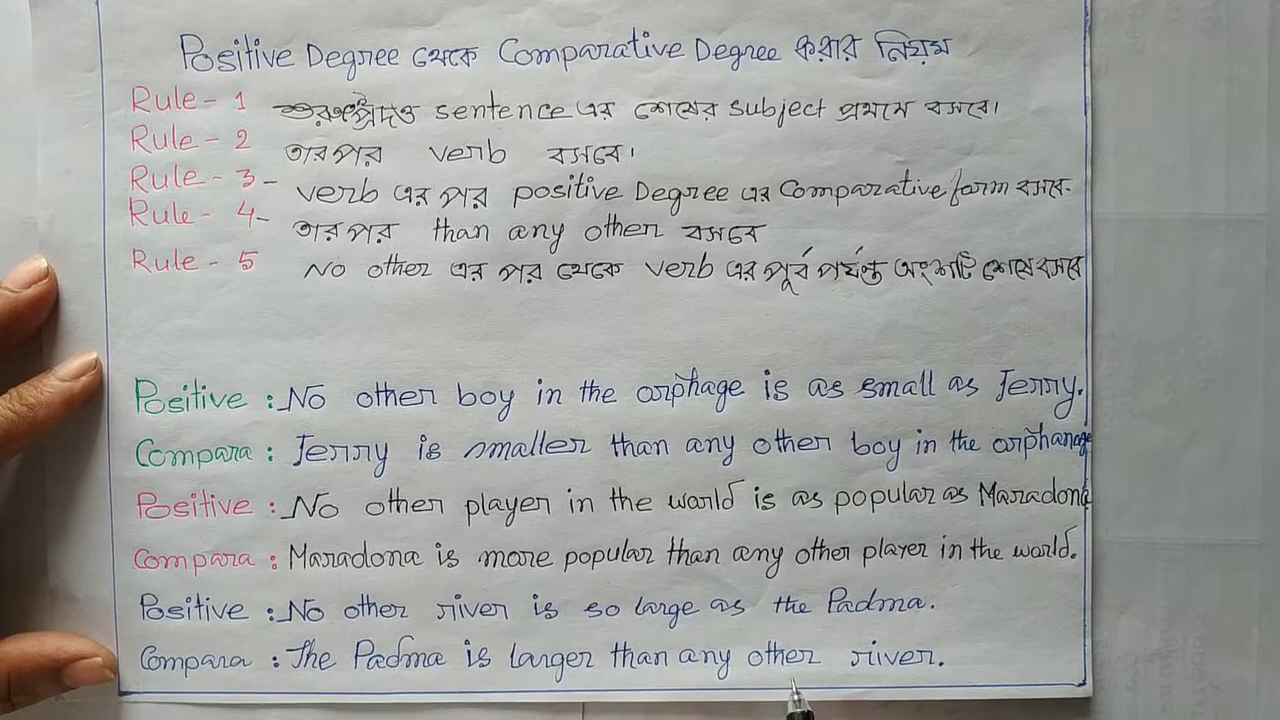 Positive Degree থেকে Comparative Degree করার নিয়ম
Rule - 1 প্রদত্ত sentence এর শেষের subject প্রথমে বসবে।
Rule - 2 তারপর verb বসবে।
Rule - 3 - verb এর পর positive Degree এর Comparative form বসবে.
Rule - 4 - তারপর than any other বসবে
Rule - 5 No other এর পর থেকে verb এর পূর্ব পর্যন্ত অংশটি শেষে বসবে
Positive : No other boy in the orphage is as small as Jerry.
Compara : Jerry is smaller than any other boy in the orphanage
Positive : No other player in the world is as popular as Maradona
Compara : Maradona is more popular than any other player in the world.
Positive : No other river is so large as the Padma.
Compara : The Padma is larger than any other river.